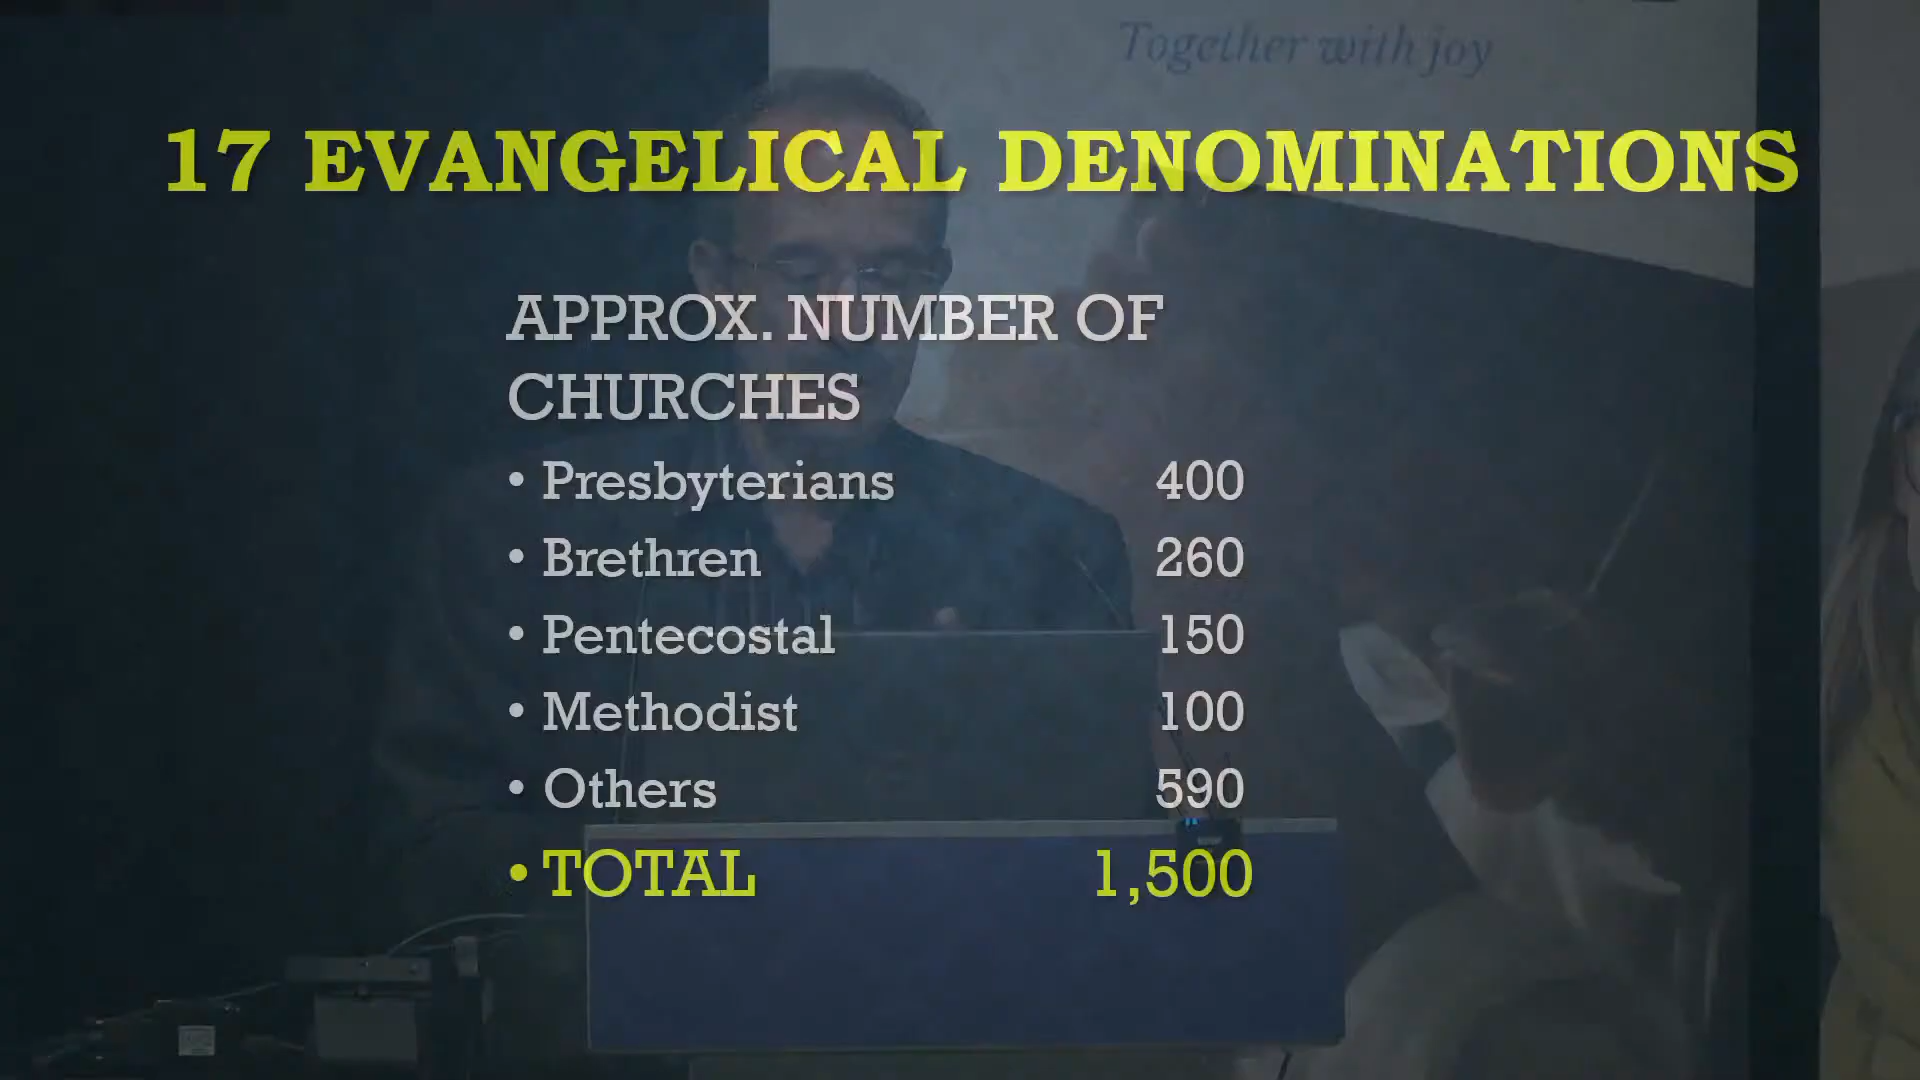 Together with joy
17 EVANGELICAL DENOMINATIONS
APPROX. NUMBER OF
CHURCHES
• Presbyterians 400
• Brethren 260
• Pentecostal 150
• Methodist 100
• Others 590
• TOTAL 1,500